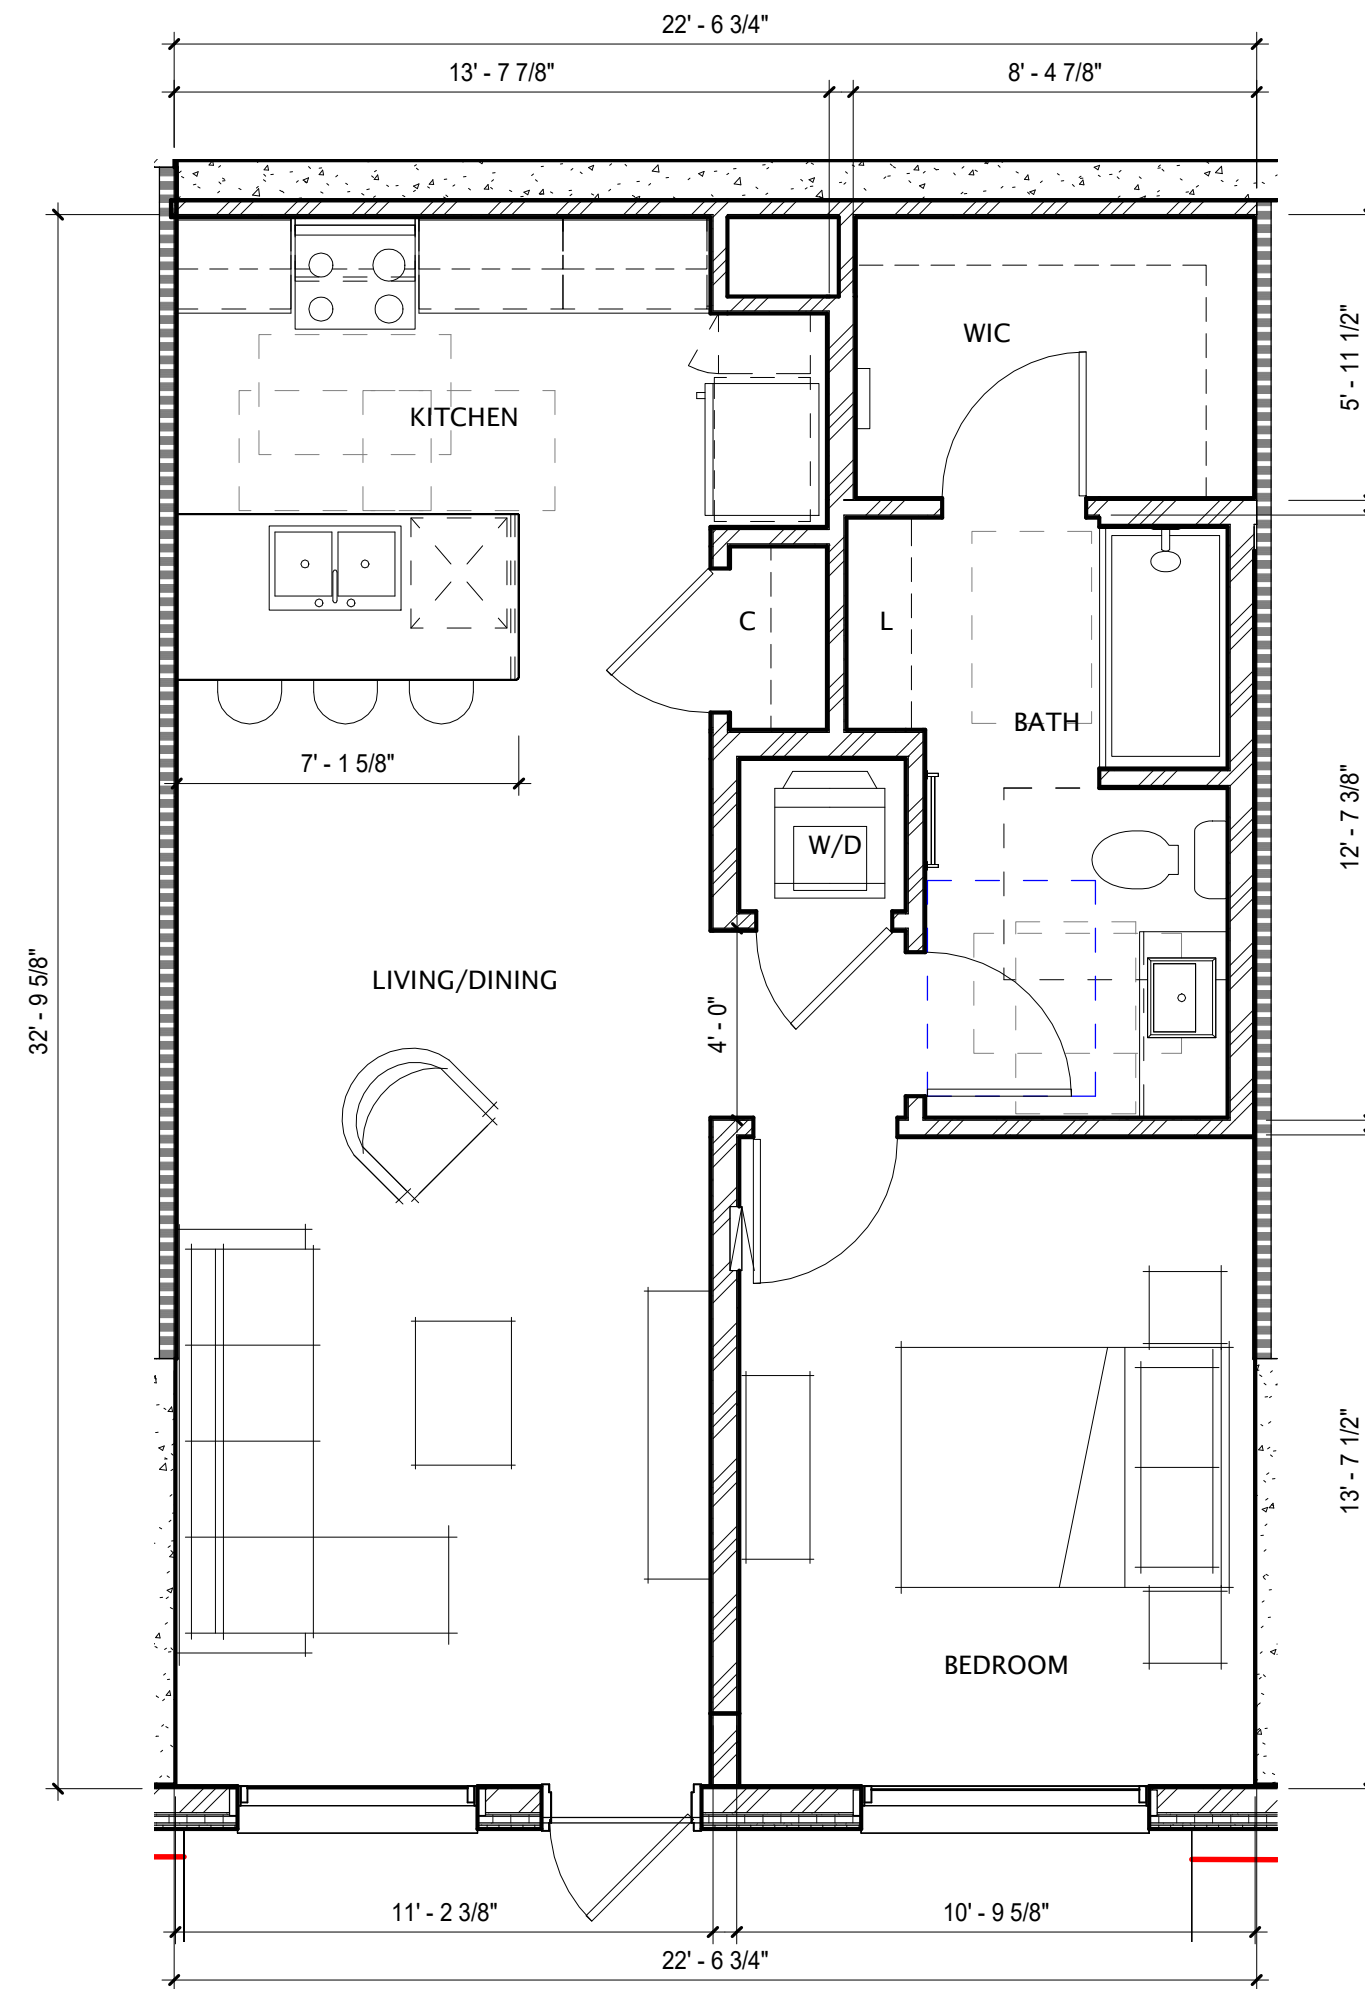 22' - 6 3/4"
13' - 7 7/8"
8' - 4 7/8"
WIC
5' - 11 1/2"
KITCHEN
C
L
BATH
7' - 1 5/8"
W/D
12' - 7 3/8"
LIVING/DINING
32' - 9 5/8"
4' - 0"
13' - 7 1/2"
BEDROOM
11' - 2 3/8"
10' - 9 5/8"
22' - 6 3/4"